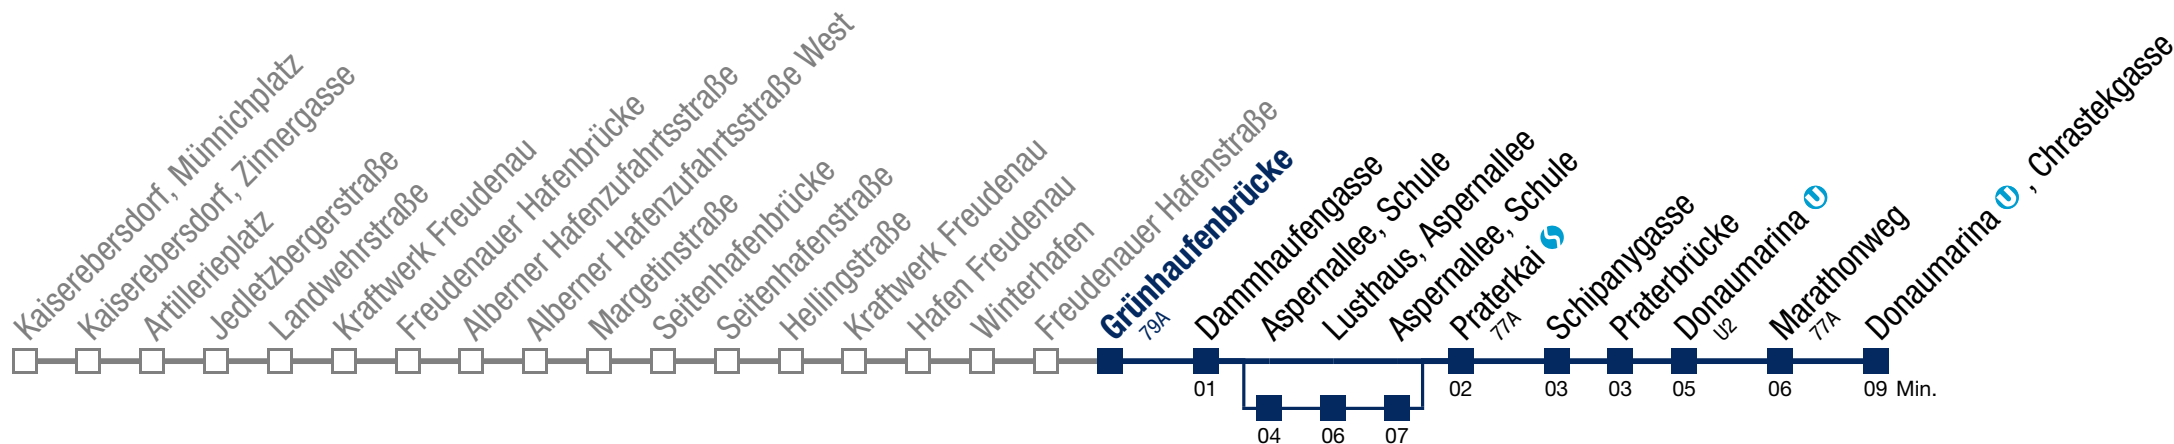 Kaiserebersdorf, Münnichplatz
Kaiserebersdorf, Zinnergasse
Artillerieplatz
Jedletzbergerstraße
Landwehrstraße
Kraftwerk Freudenau
Freudenauer Hafenbrücke
Alberner Hafenzufahrtsstraße
Alberner Hafenzufahrtsstraße West
Margetinstraße
Seitenhafenbrücke
Seitenhafenstraße
Hellingstraße
Kraftwerk Freudenau
Hafen Freudenau
Winterhafen
Freudenauer Hafenstraße
Grünhaufenbrücke
79A
Dammhaufengasse
Aspernallee, Schule
Lusthaus, Aspernallee
Aspernallee, Schule
Praterkai
77A
Schipanygasse
Praterbrücke
Donaumarina U
U2
Marathonweg
77A
Donaumarina U , Chrastekgasse
01 02 03 03 05 06 09 Min.
04 06 07